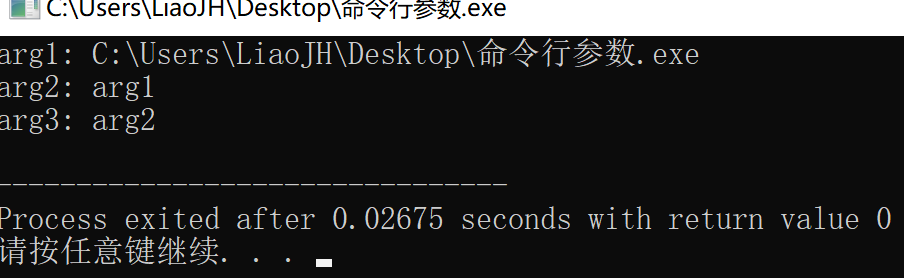 C:\Users\LiaoJH\Desktop\命令行参数.exe
arg1: C:\Users\LiaoJH\Desktop\命令行参数.exe
arg2: arg1
arg3: arg2
--------------------------------
Process exited after 0.02675 seconds with return value 0
请按任意键继续. . .